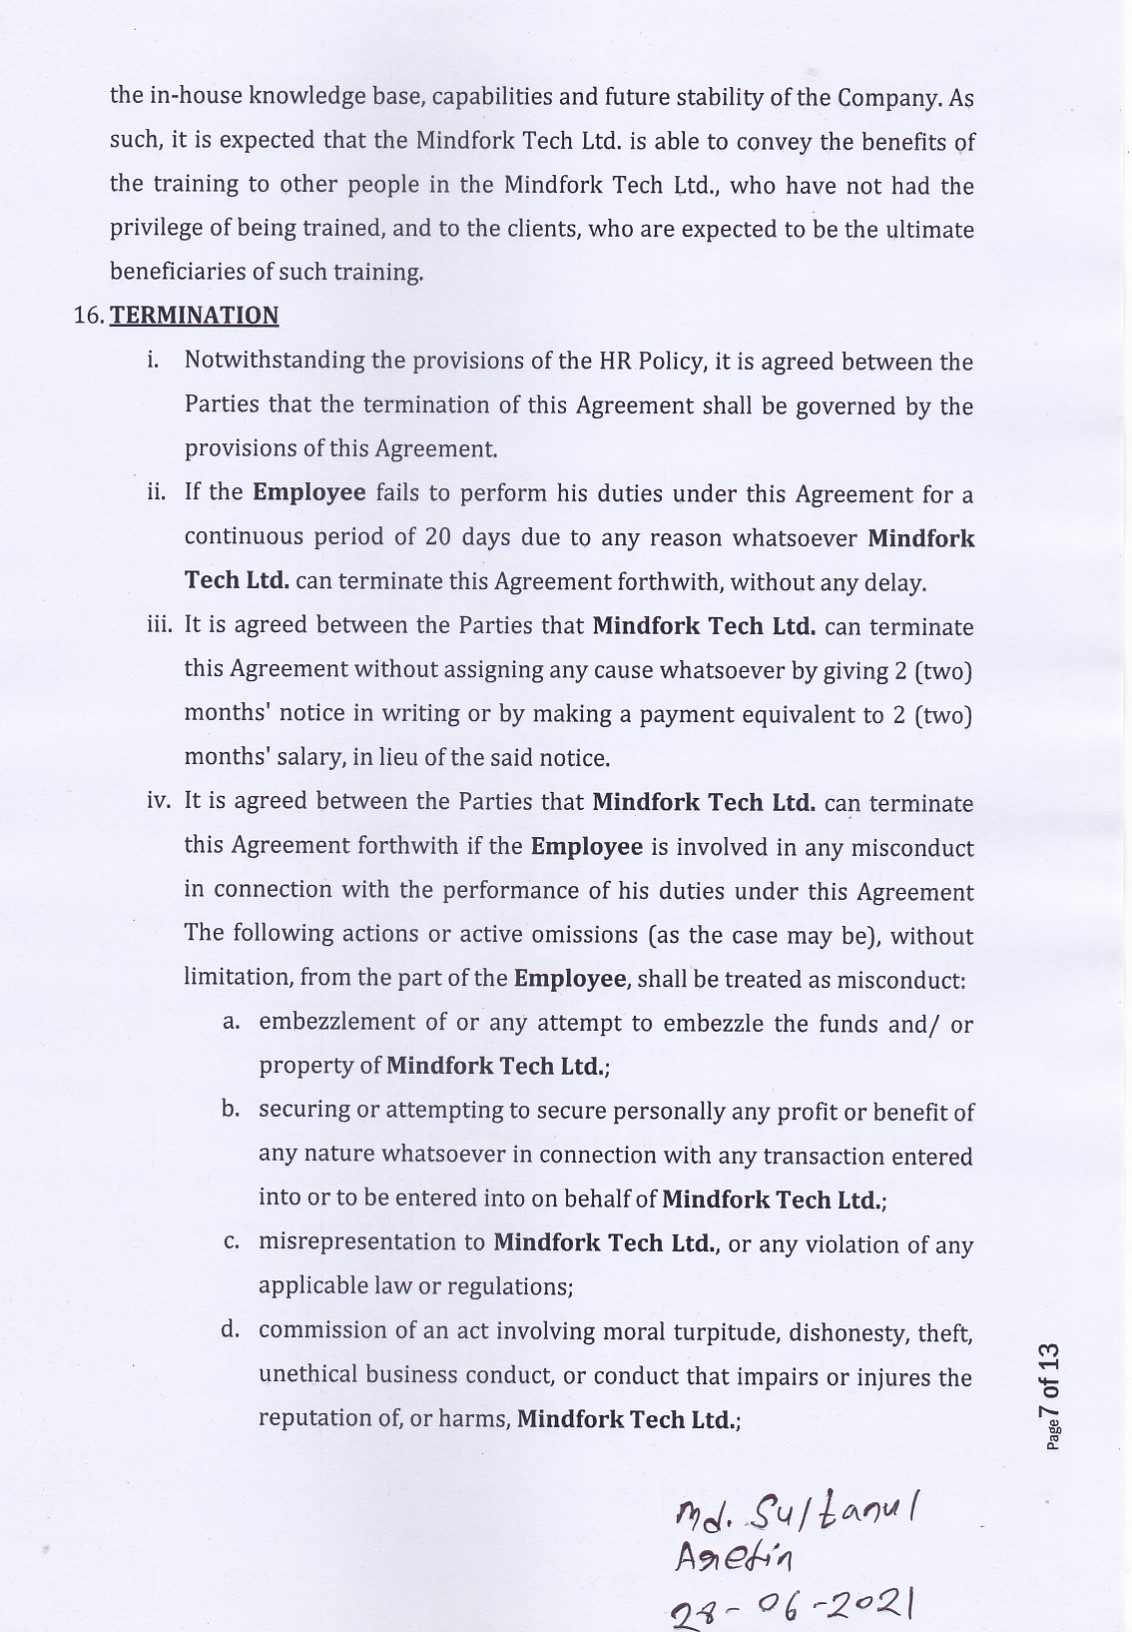 the in-house knowledge base, capabilities and future stability of the Company. As
such, it is expected that the Mindfork Tech Ltd. is able to convey the benefits of
the training to other people in the Mindfork Tech Ltd., who have not had the
privilege of being trained, and to the clients, who are expected to be the ultimate
beneficiaries of such training.
16. TERMINATION
i. Notwithstanding the provisions of the HR Policy, it is agreed between the
Parties that the termination of this Agreement shall be governed by the
provisions of this Agreement.
ii. If the Employee fails to perform his duties under this Agreement for a
continuous period of 20 days due to any reason whatsoever Mindfork
Tech Ltd. can terminate this Agreement forthwith, without any delay.
iii. It is agreed between the Parties that Mindfork Tech Ltd. can terminate
this Agreement without assigning any cause whatsoever by giving 2 (two)
months' notice in writing or by making a payment equivalent to 2 (two)
months' salary, in lieu of the said notice.
iv. It is agreed between the Parties that Mindfork Tech Ltd. can terminate
this Agreement forthwith if the Employee is involved in any misconduct
in connection with the performance of his duties under this Agreement
The following actions or active omissions (as the case may be), without
limitation, from the part of the Employee, shall be treated as misconduct:
a. embezzlement of or any attempt to embezzle the funds and/ or
property of Mindfork Tech Ltd.;
b. securing or attempting to secure personally any profit or benefit of
any nature whatsoever in connection with any transaction entered
into or to be entered into on behalf of Mindfork Tech Ltd.;
c. misrepresentation to Mindfork Tech Ltd., or any violation of any
applicable law or regulations;
d. commission of an act involving moral turpitude, dishonesty, theft,
unethical business conduct, or conduct that impairs or injures the
reputation of, or harms, Mindfork Tech Ltd.;
Page 7 of 13
Md. Sultanul
28-06-2021